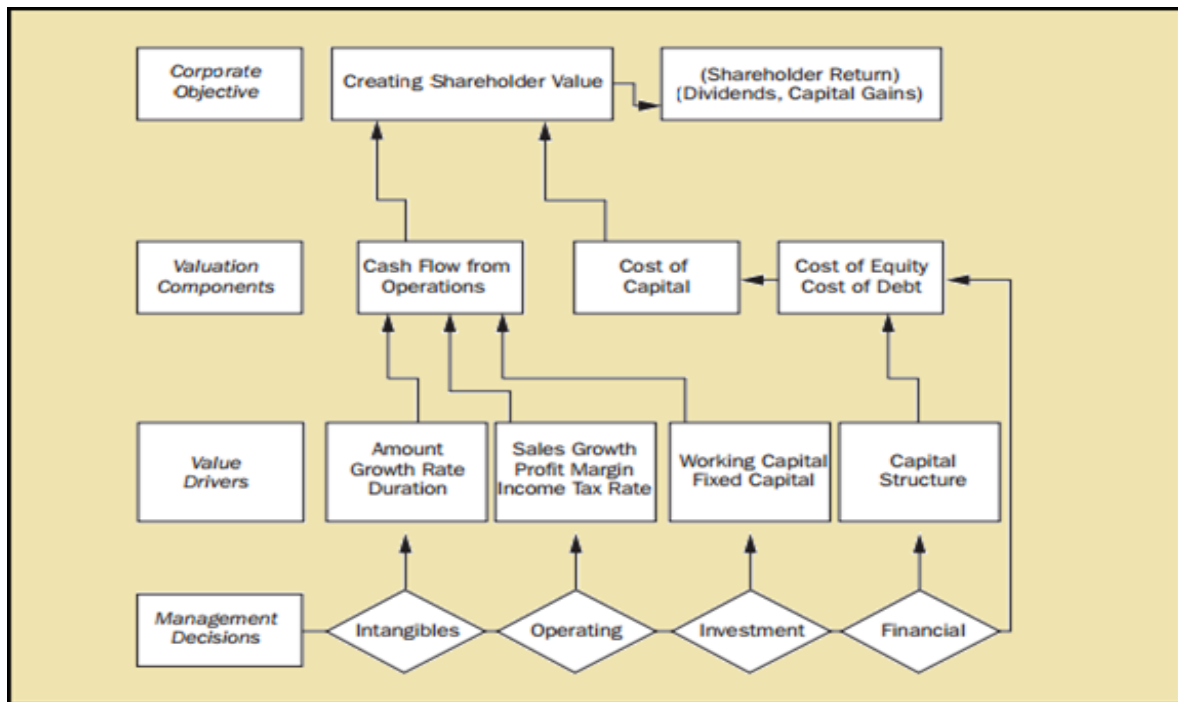 Corporate
Objective
Creating Shareholder Value
(Shareholder Return)
(Dividends, Capital Gains)
Valuation
Components
Cash Flow from
Operations
Cost of
Capital
Cost of Equity
Cost of Debt
Value
Drivers
Amount
Growth Rate
Duration
Sales Growth
Profit Margin
Income Tax Rate
Working Capital
Fixed Capital
Capital
Structure
Management
Decisions
Intangibles
Operating
Investment
Financial